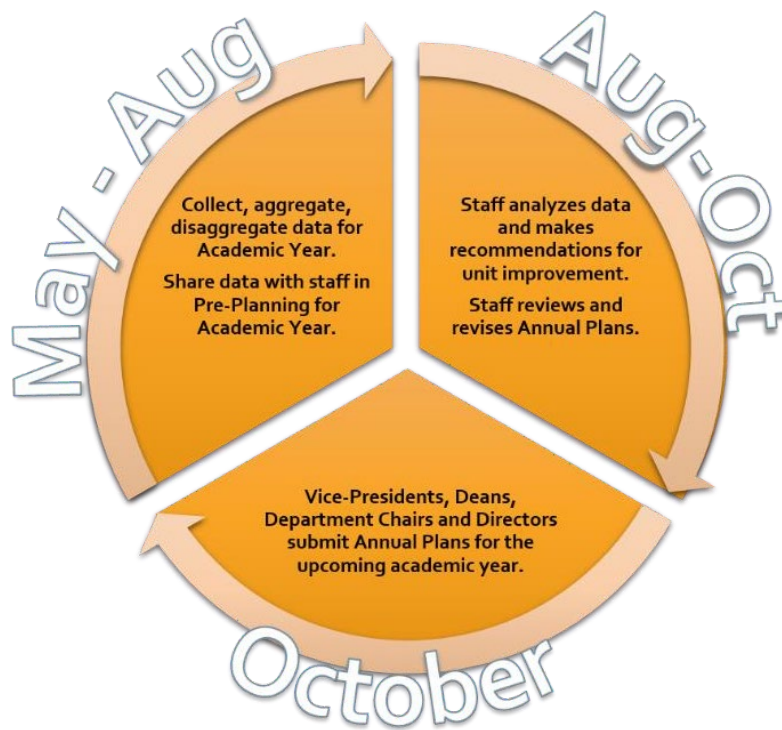 May - Aug
Collect, aggregate,
disaggregate data for
Academic Year.
Share data with staff in
Pre-Planning for
Academic Year.
Aug-Oct
Staff analyzes data
and makes
recommendations for
unit improvement.
Staff reviews and
revises Annual Plans.
Vice-Presidents, Deans,
Department Chairs and Directors
submit Annual Plans for the
upcoming academic year.
October